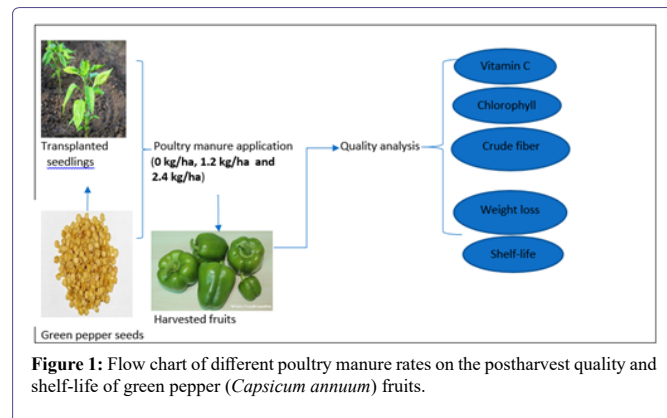 Transplanted
seedlings
Poultry manure application
(0 kg/ha, 1.2 kg/ha and
2.4 kg/ha)
Quality analysis
Vitamin C
Chlorophyll
Crude fiber
Weight loss
Shelf-life
Green pepper seeds
Harvested fruits
Figure 1: Flow chart of different poultry manure rates on the postharvest quality and
shelf-life of green pepper (Capsicum annuum) fruits.